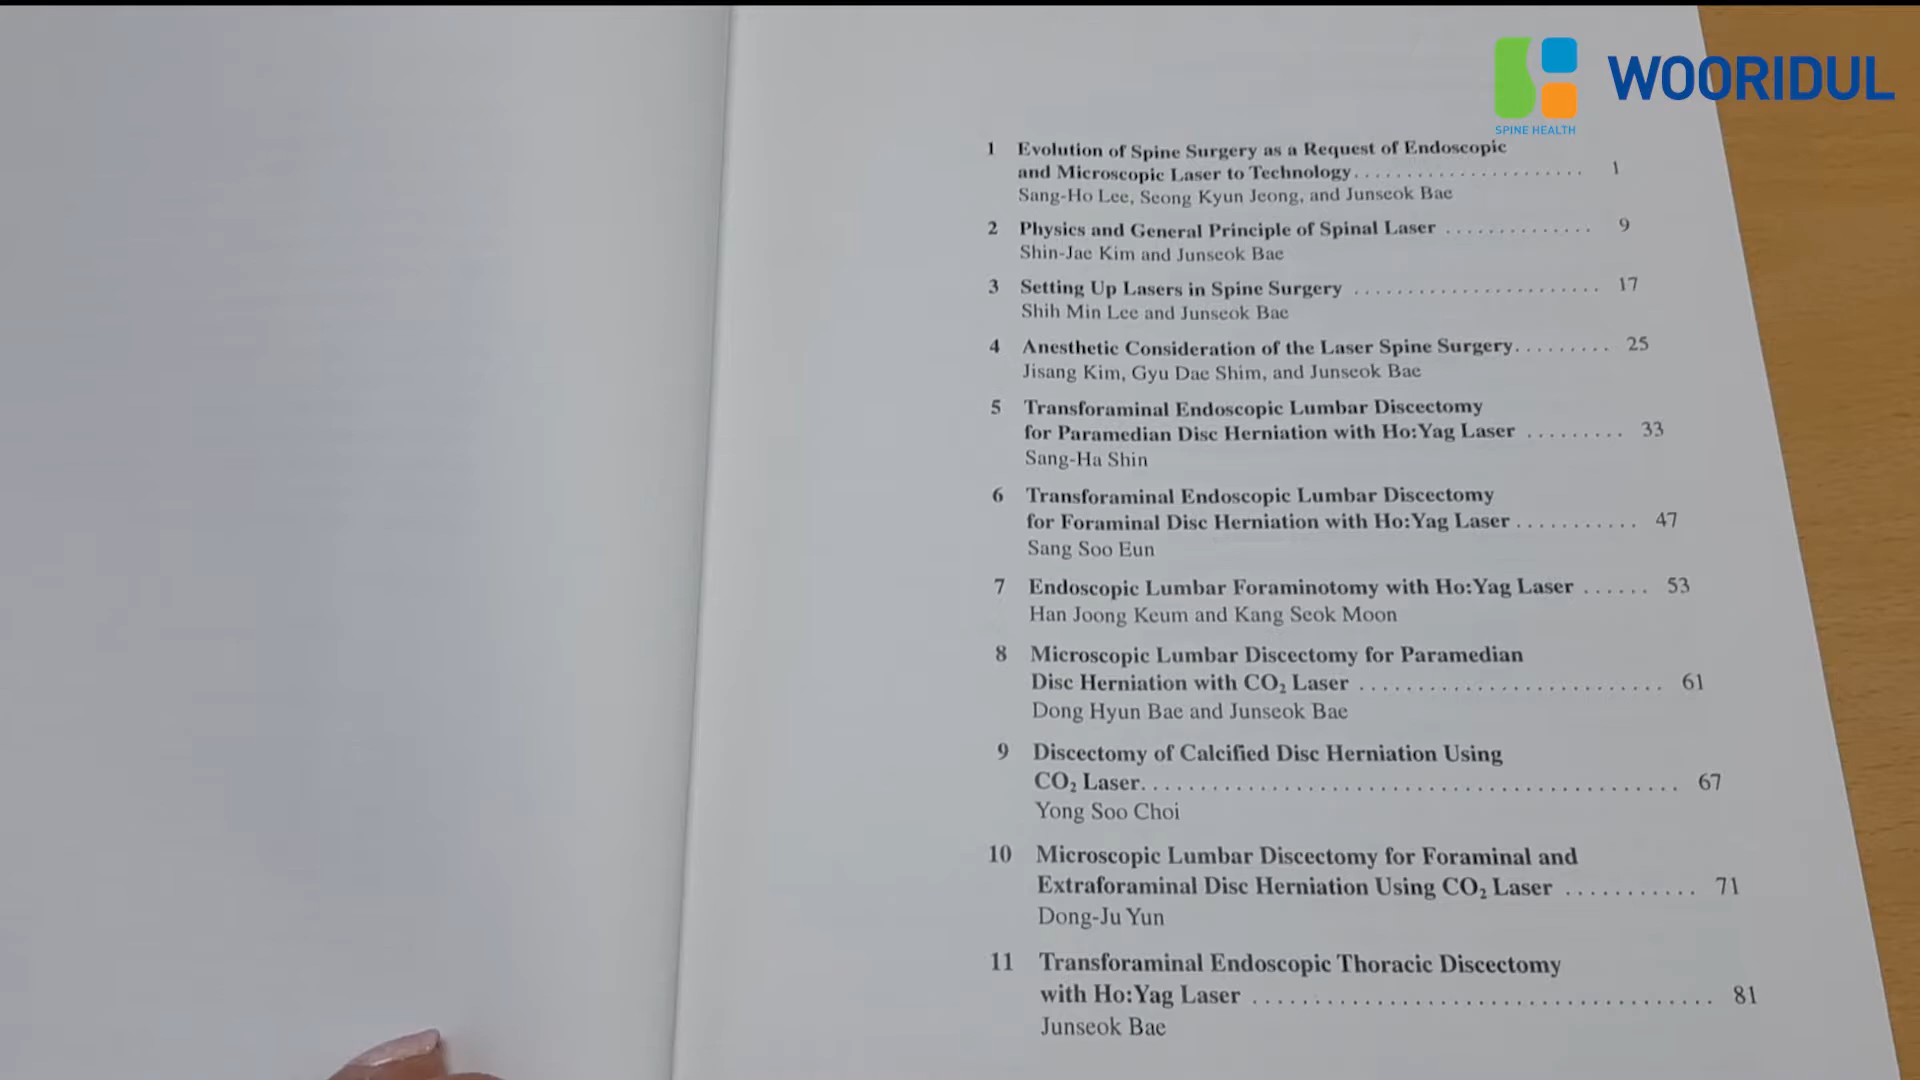 WOORIDUL
SPINE HEALTH
1 Evolution of Spine Surgery as a Request of Endoscopic
and Microscopic Laser to Technology. . . . . . . . . . . . . . . . . . . . . . 1
Sang-Ho Lee, Seong Kyun Jeong, and Junseok Bae
2 Physics and General Principle of Spinal Laser . . . . . . . . . . . . . . 9
Shin-Jae Kim and Junseok Bae
3 Setting Up Lasers in Spine Surgery . . . . . . . . . . . . . . . . . . . . . . . 17
Shih Min Lee and Junseok Bae
4 Anesthetic Consideration of the Laser Spine Surgery. . . . . . . . . 25
Jisang Kim, Gyu Dae Shim, and Junseok Bae
5 Transforaminal Endoscopic Lumbar Discectomy
for Paramedian Disc Herniation with Ho:Yag Laser . . . . . . . . . 33
Sang-Ha Shin
6 Transforaminal Endoscopic Lumbar Discectomy
for Foraminal Disc Herniation with Ho:Yag Laser . . . . . . . . . . . 47
Sang Soo Eun
7 Endoscopic Lumbar Foraminotomy with Ho:Yag Laser . . . . . . 53
Han Joong Keum and Kang Seok Moon
8 Microscopic Lumbar Discectomy for Paramedian
Disc Herniation with CO₂ Laser . . . . . . . . . . . . . . . . . . . . . . . . . . 61
Dong Hyun Bae and Junseok Bae
9 Discectomy of Calcified Disc Herniation Using
CO₂ Laser. . . . . . . . . . . . . . . . . . . . . . . . . . . . . . . . . . . . . . . . . . . . . . 67
Yong Soo Choi
10 Microscopic Lumbar Discectomy for Foraminal and
Extraforaminal Disc Herniation Using CO₂ Laser . . . . . . . . . . . 71
Dong-Ju Yun
11 Transforaminal Endoscopic Thoracic Discectomy
with Ho:Yag Laser . . . . . . . . . . . . . . . . . . . . . . . . . . . . . . . . . . . . 81
Junseok Bae